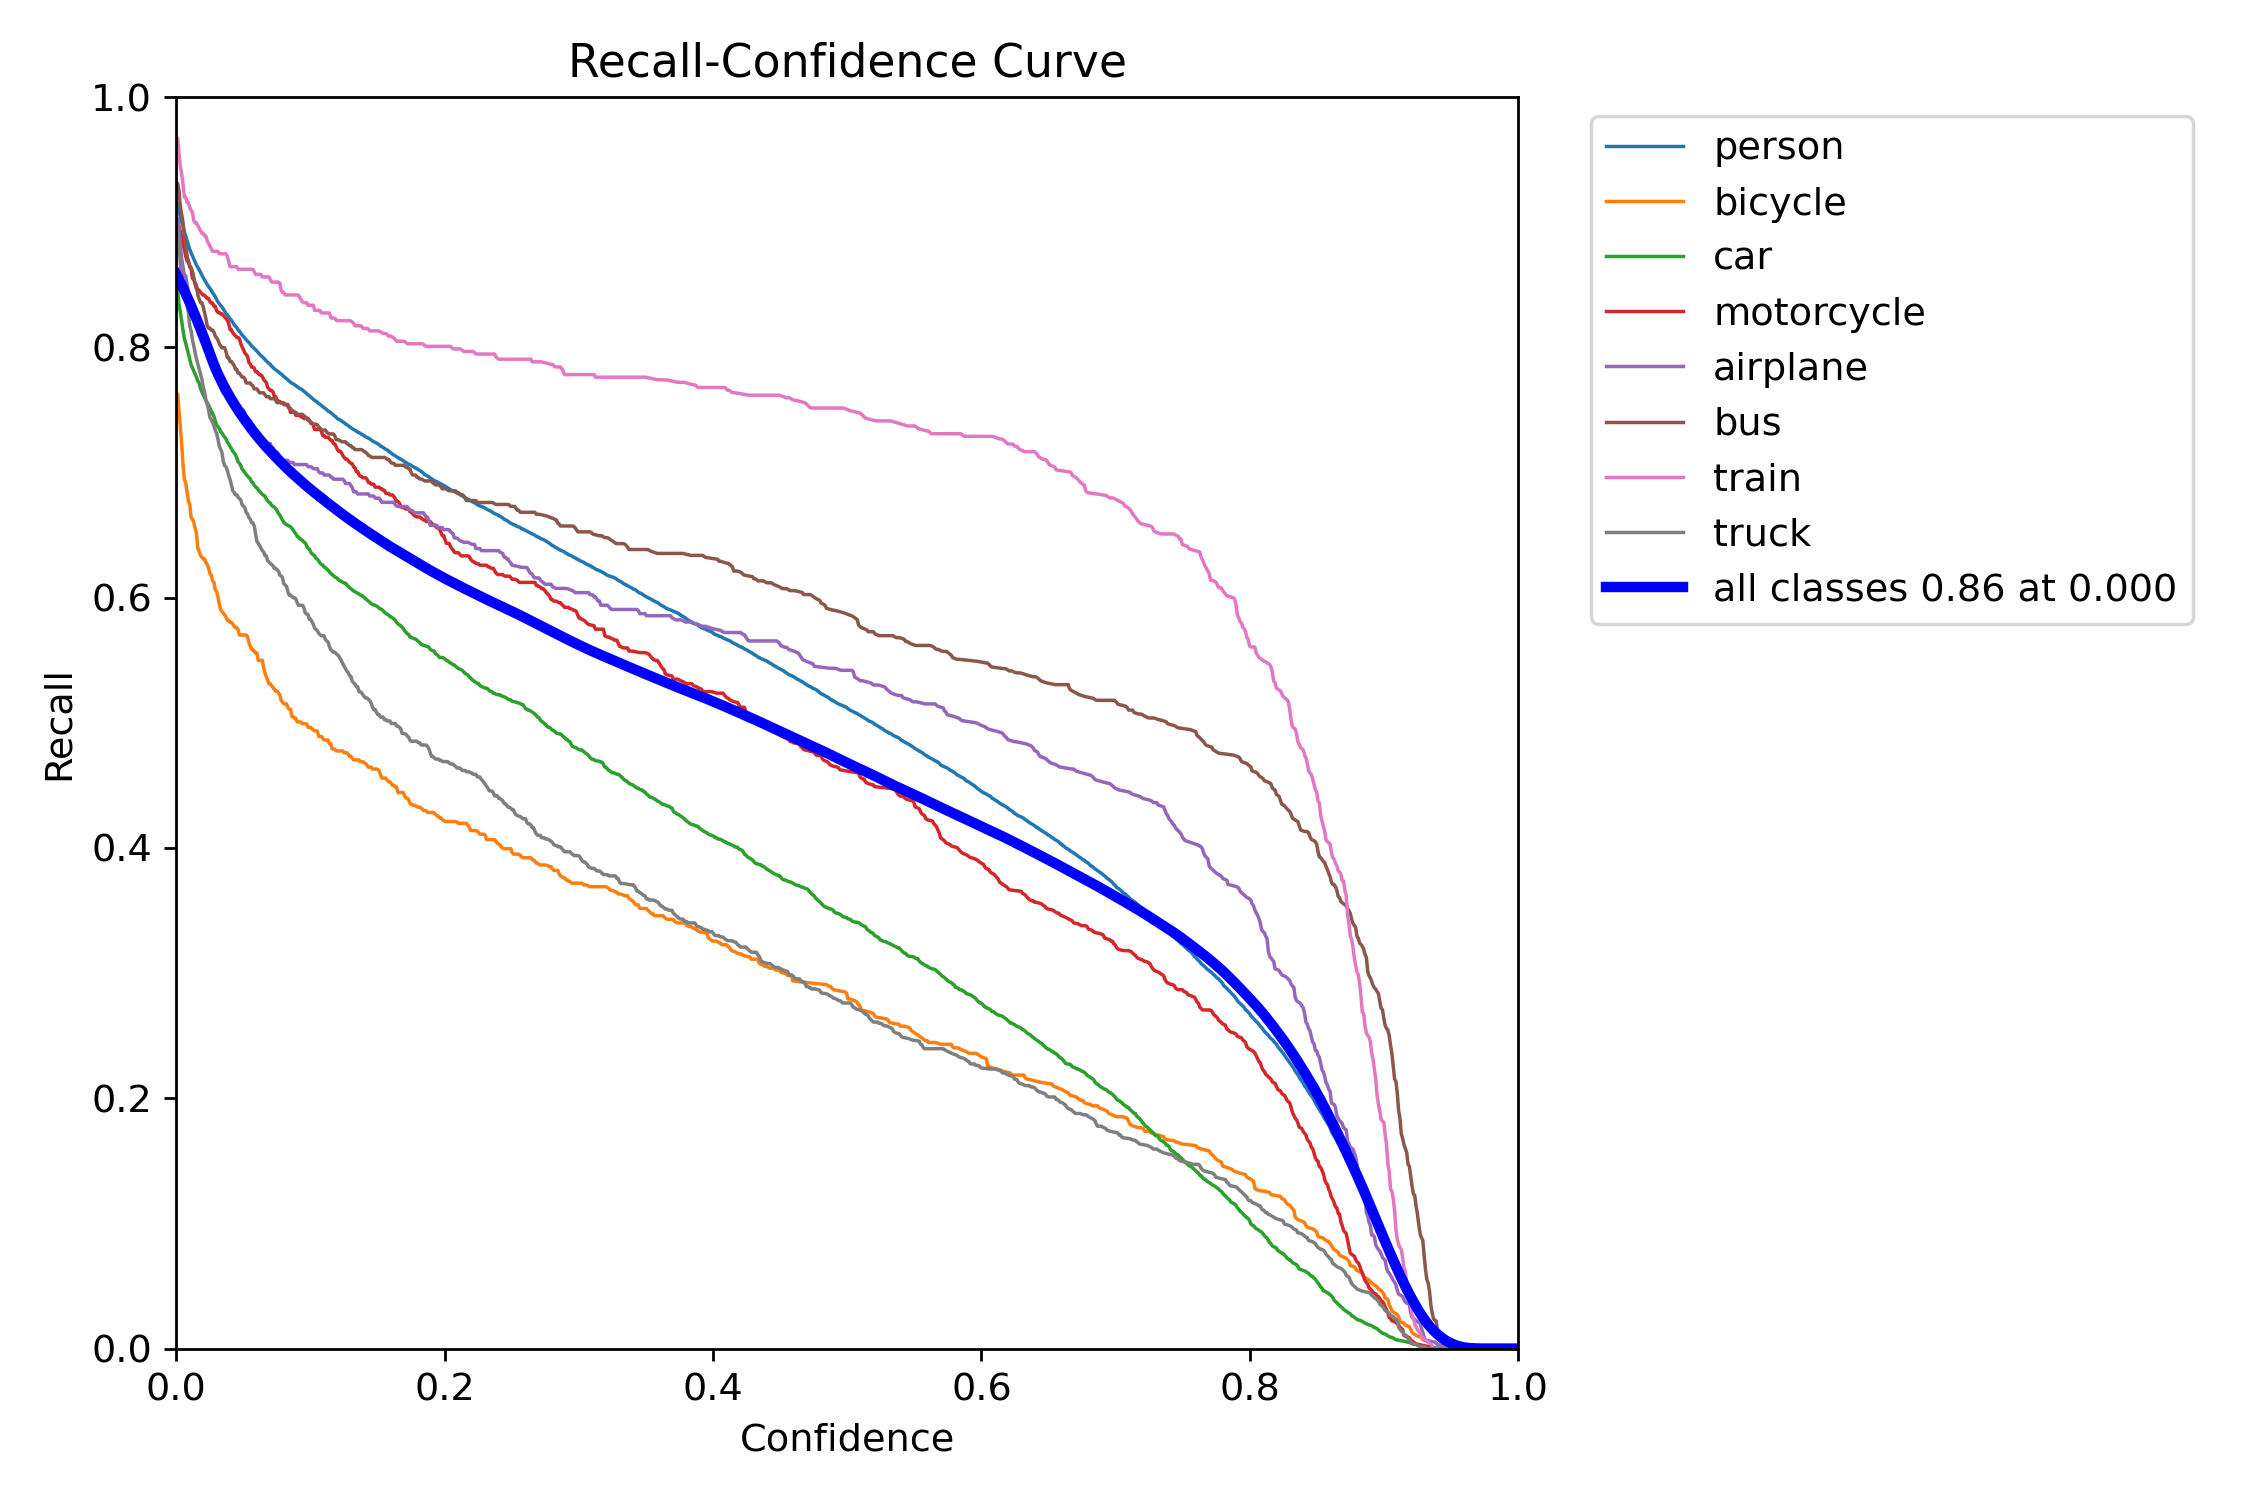 Recall-Confidence Curve
1.0
0.8
0.6
0.4
0.2
0.0
Recall
0.0 0.2 0.4 0.6 0.8 1.0
Confidence
person
bicycle
car
motorcycle
airplane
bus
train
truck
all classes 0.86 at 0.000